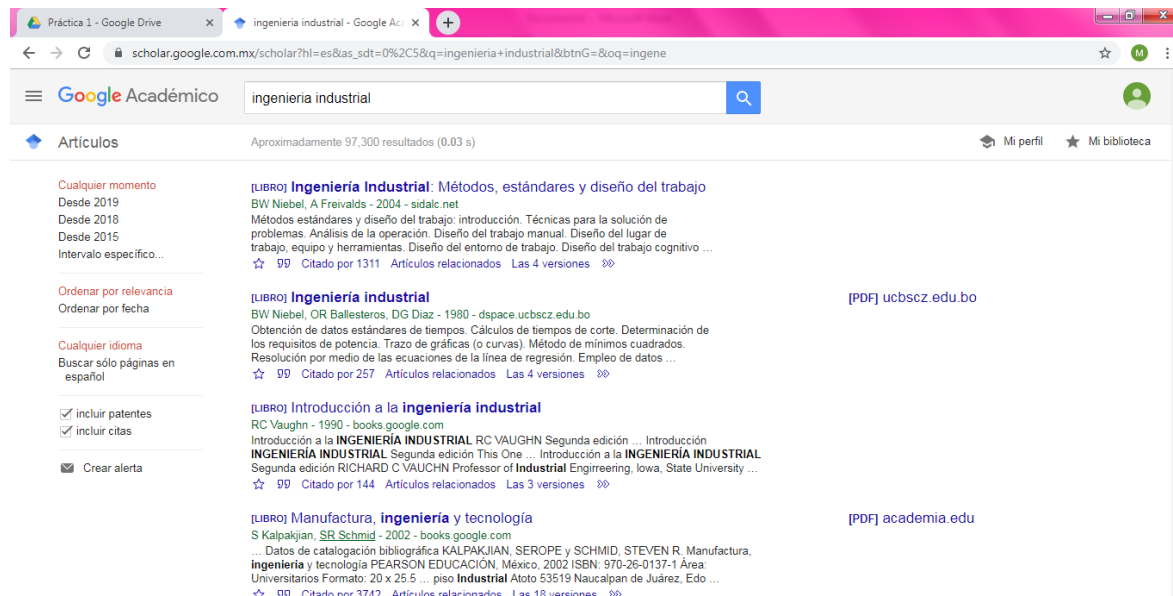 Práctica 1 - Google Drive
ingenieria industrial - Google Ac
scholar.google.com.mx/scholar?hl=es&as_sdt=0%2C5&q=ingenieria+industrial&btnG=&oq=ingene
M
Google Académico
ingenieria industrial
Artículos
Aproximadamente 97,300 resultados (0.03 s)
Mi perfil
Mi biblioteca
Cualquier momento
Desde 2019
Desde 2018
Desde 2015
Intervalo específico...
Ordenar por relevancia
Ordenar por fecha
Cualquier idioma
Buscar sólo páginas en
español
incluir patentes
incluir citas
Crear alerta
[LIBRO] Ingeniería Industrial: Métodos, estándares y diseño del trabajo
BW Niebel, A Freivalds - 2004 - sidalc.net
Métodos estándares y diseño del trabajo: introducción. Técnicas para la solución de
problemas. Análisis de la operación. Diseño del trabajo manual. Diseño del lugar de
trabajo, equipo y herramientas. Diseño del entorno de trabajo. Diseño del trabajo cognitivo ...
Citado por 1311 Artículos relacionados Las 4 versiones
[LIBRO] Ingeniería industrial
[PDF] ucbscz.edu.bo
BW Niebel, OR Ballesteros, DG Diaz - 1980 - dspace.ucbscz.edu.bo
Obtención de datos estándares de tiempos. Cálculos de tiempos de corte. Determinación de
los requisitos de potencia. Trazo de gráficas (o curvas). Método de mínimos cuadrados.
Resolución por medio de las ecuaciones de la línea de regresión. Empleo de datos ...
Citado por 257 Artículos relacionados Las 4 versiones
[LIBRO] Introducción a la ingeniería industrial
RC Vaughn - 1990 - books.google.com
Introducción a la INGENIERÍA INDUSTRIAL RC VAUGHN Segunda edición ... Introducción
INGENIERÍA INDUSTRIAL Segunda edición This One ... Introducción a la INGENIERÍA INDUSTRIAL
Segunda edición RICHARD C VAUCHN Professor of Industrial Engirreering, lowa, State University ...
Citado por 144 Artículos relacionados Las 3 versiones
[LIBRO] Manufactura, ingeniería y tecnología
[PDF] academia.edu
S Kalpakjian, SR Schmid - 2002 - books.google.com
... Datos de catalogación bibliográfica KALPAKJIAN, SEROPE y SCHMID, STEVEN R. Manufactura,
ingeniería y tecnología PEARSON EDUCACIÓN, México, 2002 ISBN: 970-26-0137-1 Área:
Universitarios Formato: 20 x 25.5 ... piso Industrial Atoto 53519 Naucalpan de Juárez, Edo ...
Citado por 3742 Artículos relacionados Las 18 versiones